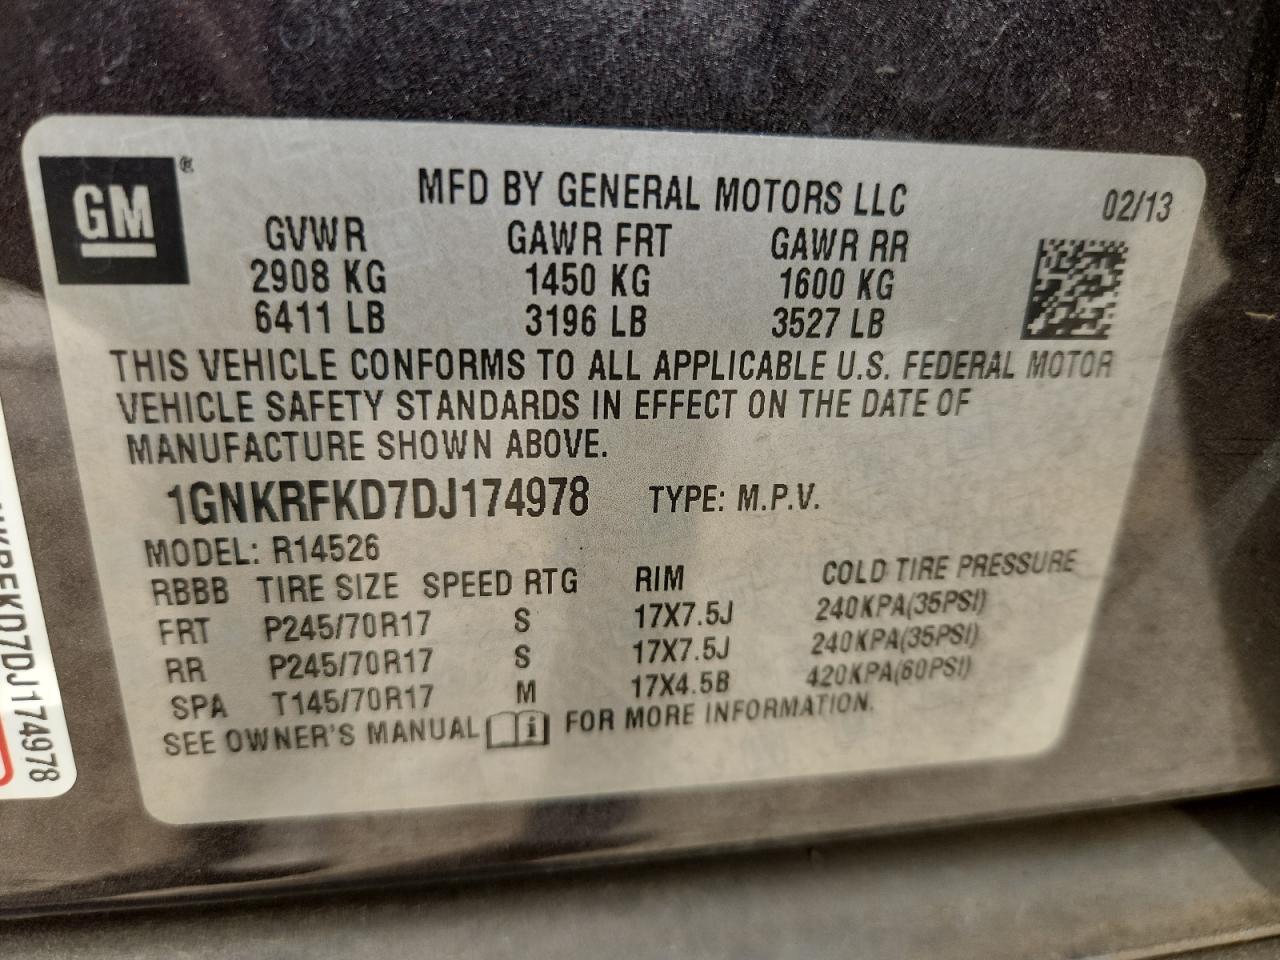 GM ®
MFD BY GENERAL MOTORS LLC 02/13
GVWR GAWR FRT GAWR RR
2908 KG 1450 KG 1600 KG
6411 LB 3196 LB 3527 LB
THIS VEHICLE CONFORMS TO ALL APPLICABLE U.S. FEDERAL MOTOR
VEHICLE SAFETY STANDARDS IN EFFECT ON THE DATE OF
MANUFACTURE SHOWN ABOVE.
1GNKRFKD7DJ174978 TYPE: M.P.V.
MODEL: R14526
RBBB TIRE SIZE SPEED RTG RIM COLD TIRE PRESSURE
FRT P245/70R17 S 17X7.5J 240KPA(35PSI)
RR P245/70R17 S 17X7.5J 240KPA(35PSI)
SPA T145/70R17 M 17X4.5B 420KPA(60PSI)
SEE OWNER'S MANUAL i FOR MORE INFORMATION.